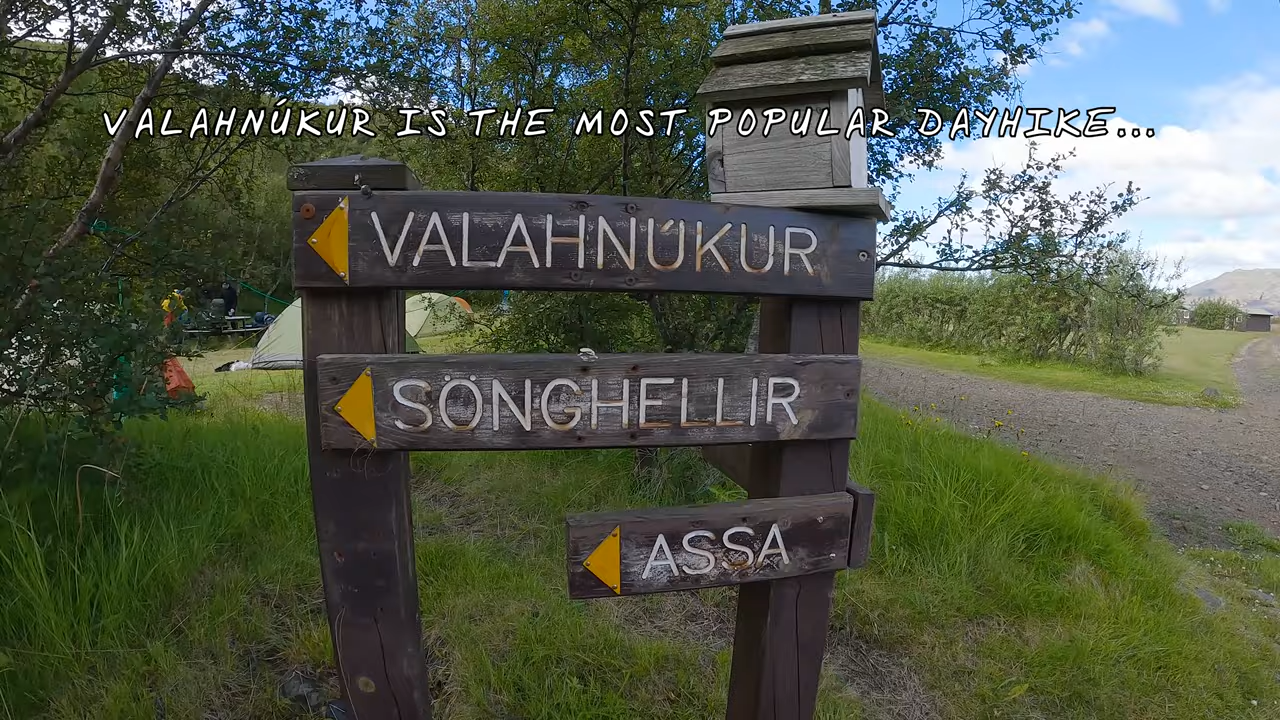 VALAHNÚKUR IS THE MOST POPULAR DAYHIKE...
VALAHNÚKUR
SÖNGHELLIR
ASSA